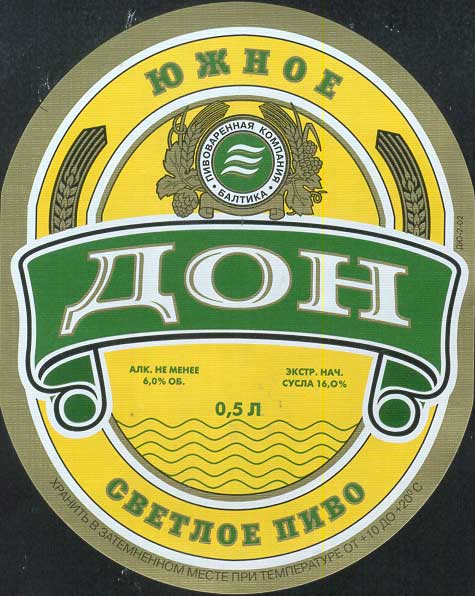 ЮЖНОЕ
ПИВОВАРЕННАЯ КОМПАНИЯ
• БАЛТИКА •
ДОН
АЛК. НЕ МЕНЕЕ
6,0% ОБ.
ЭКСТР. НАЧ.
СУСЛА 16,0%
0,5 Л
СВЕТЛОЕ ПИВО
ХРАНИТЬ В ЗАТЕМНЕННОМ МЕСТЕ ПРИ ТЕМПЕРАТУРЕ ОТ +10 ДО +20°С